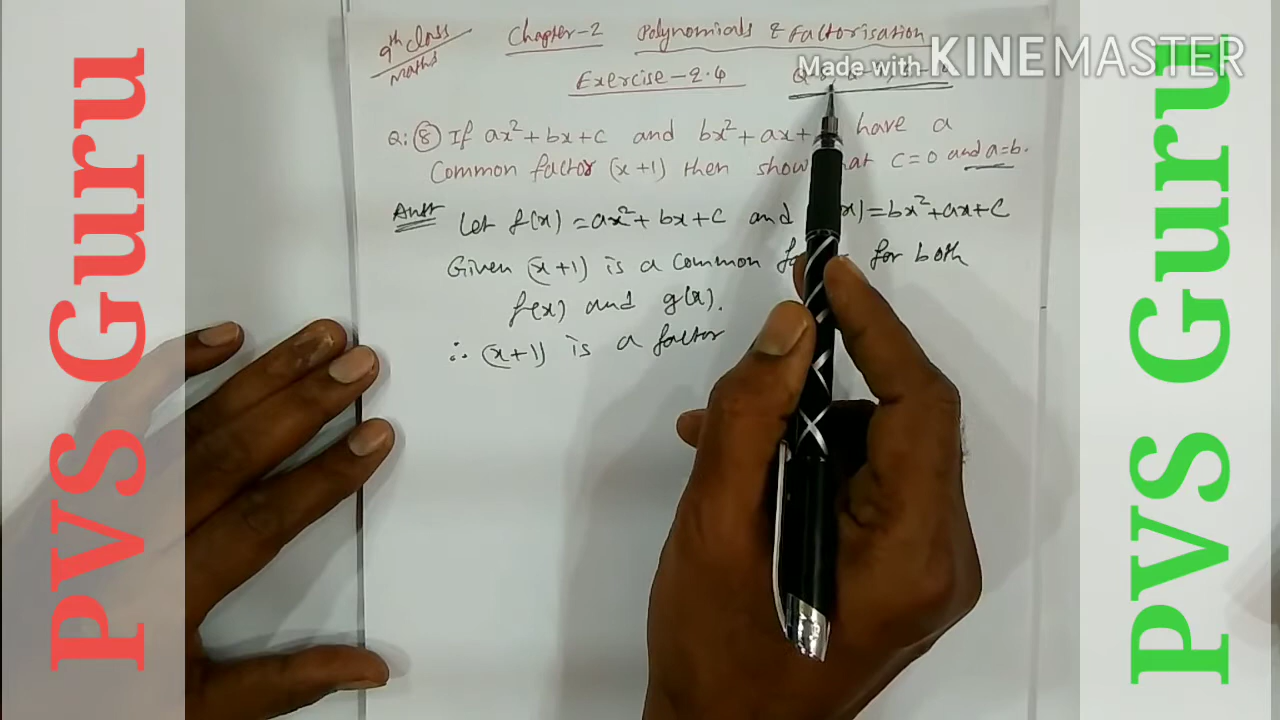 9th class
Maths
Chapter-2 Polynomials & Factorisation
Made with KINEMASTER
Exercise-2.4
Q: 8 If ax² + bx + c and bx² + ax + have a
Common factor (x+1) then show c = 0 and a = b.
Ans: Let f(x) = ax² + bx + c and x) = bx² + ax + c
Given (x+1) is a common for both
f(x) and g(x).
∴ (x+1) is a factor
PVS Guru
PVS Guru